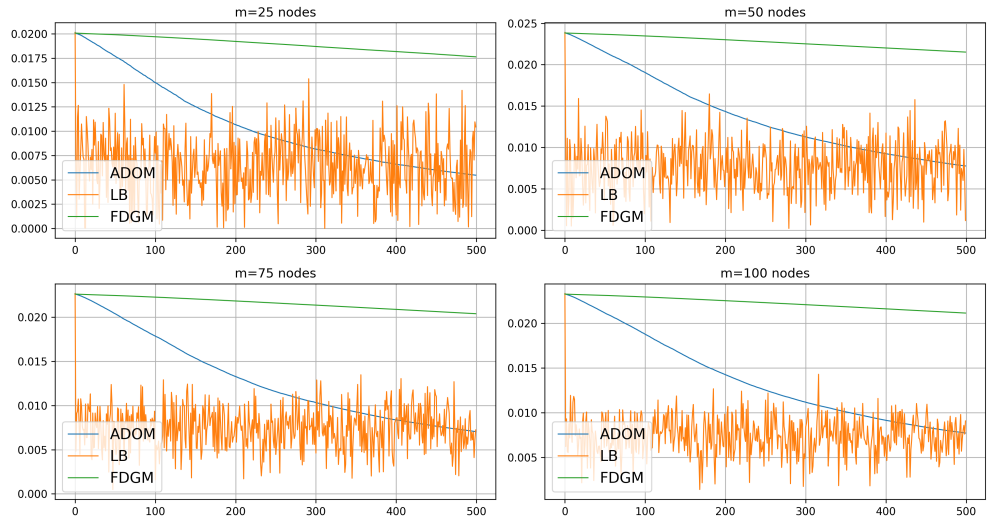 m=25 nodes
0.0200
0.0175
0.0150
0.0125
0.0100
0.0075
0.0050
0.0025
0.0000
ADOM
LB
FDGM
0 100 200 300 400 500
m=50 nodes
0.025
0.020
0.015
0.010
0.005
0.000
ADOM
LB
FDGM
0 100 200 300 400 500
m=75 nodes
0.020
0.015
0.010
0.005
0.000
ADOM
LB
FDGM
0 100 200 300 400 500
m=100 nodes
0.020
0.015
0.010
0.005
ADOM
LB
FDGM
0 100 200 300 400 500